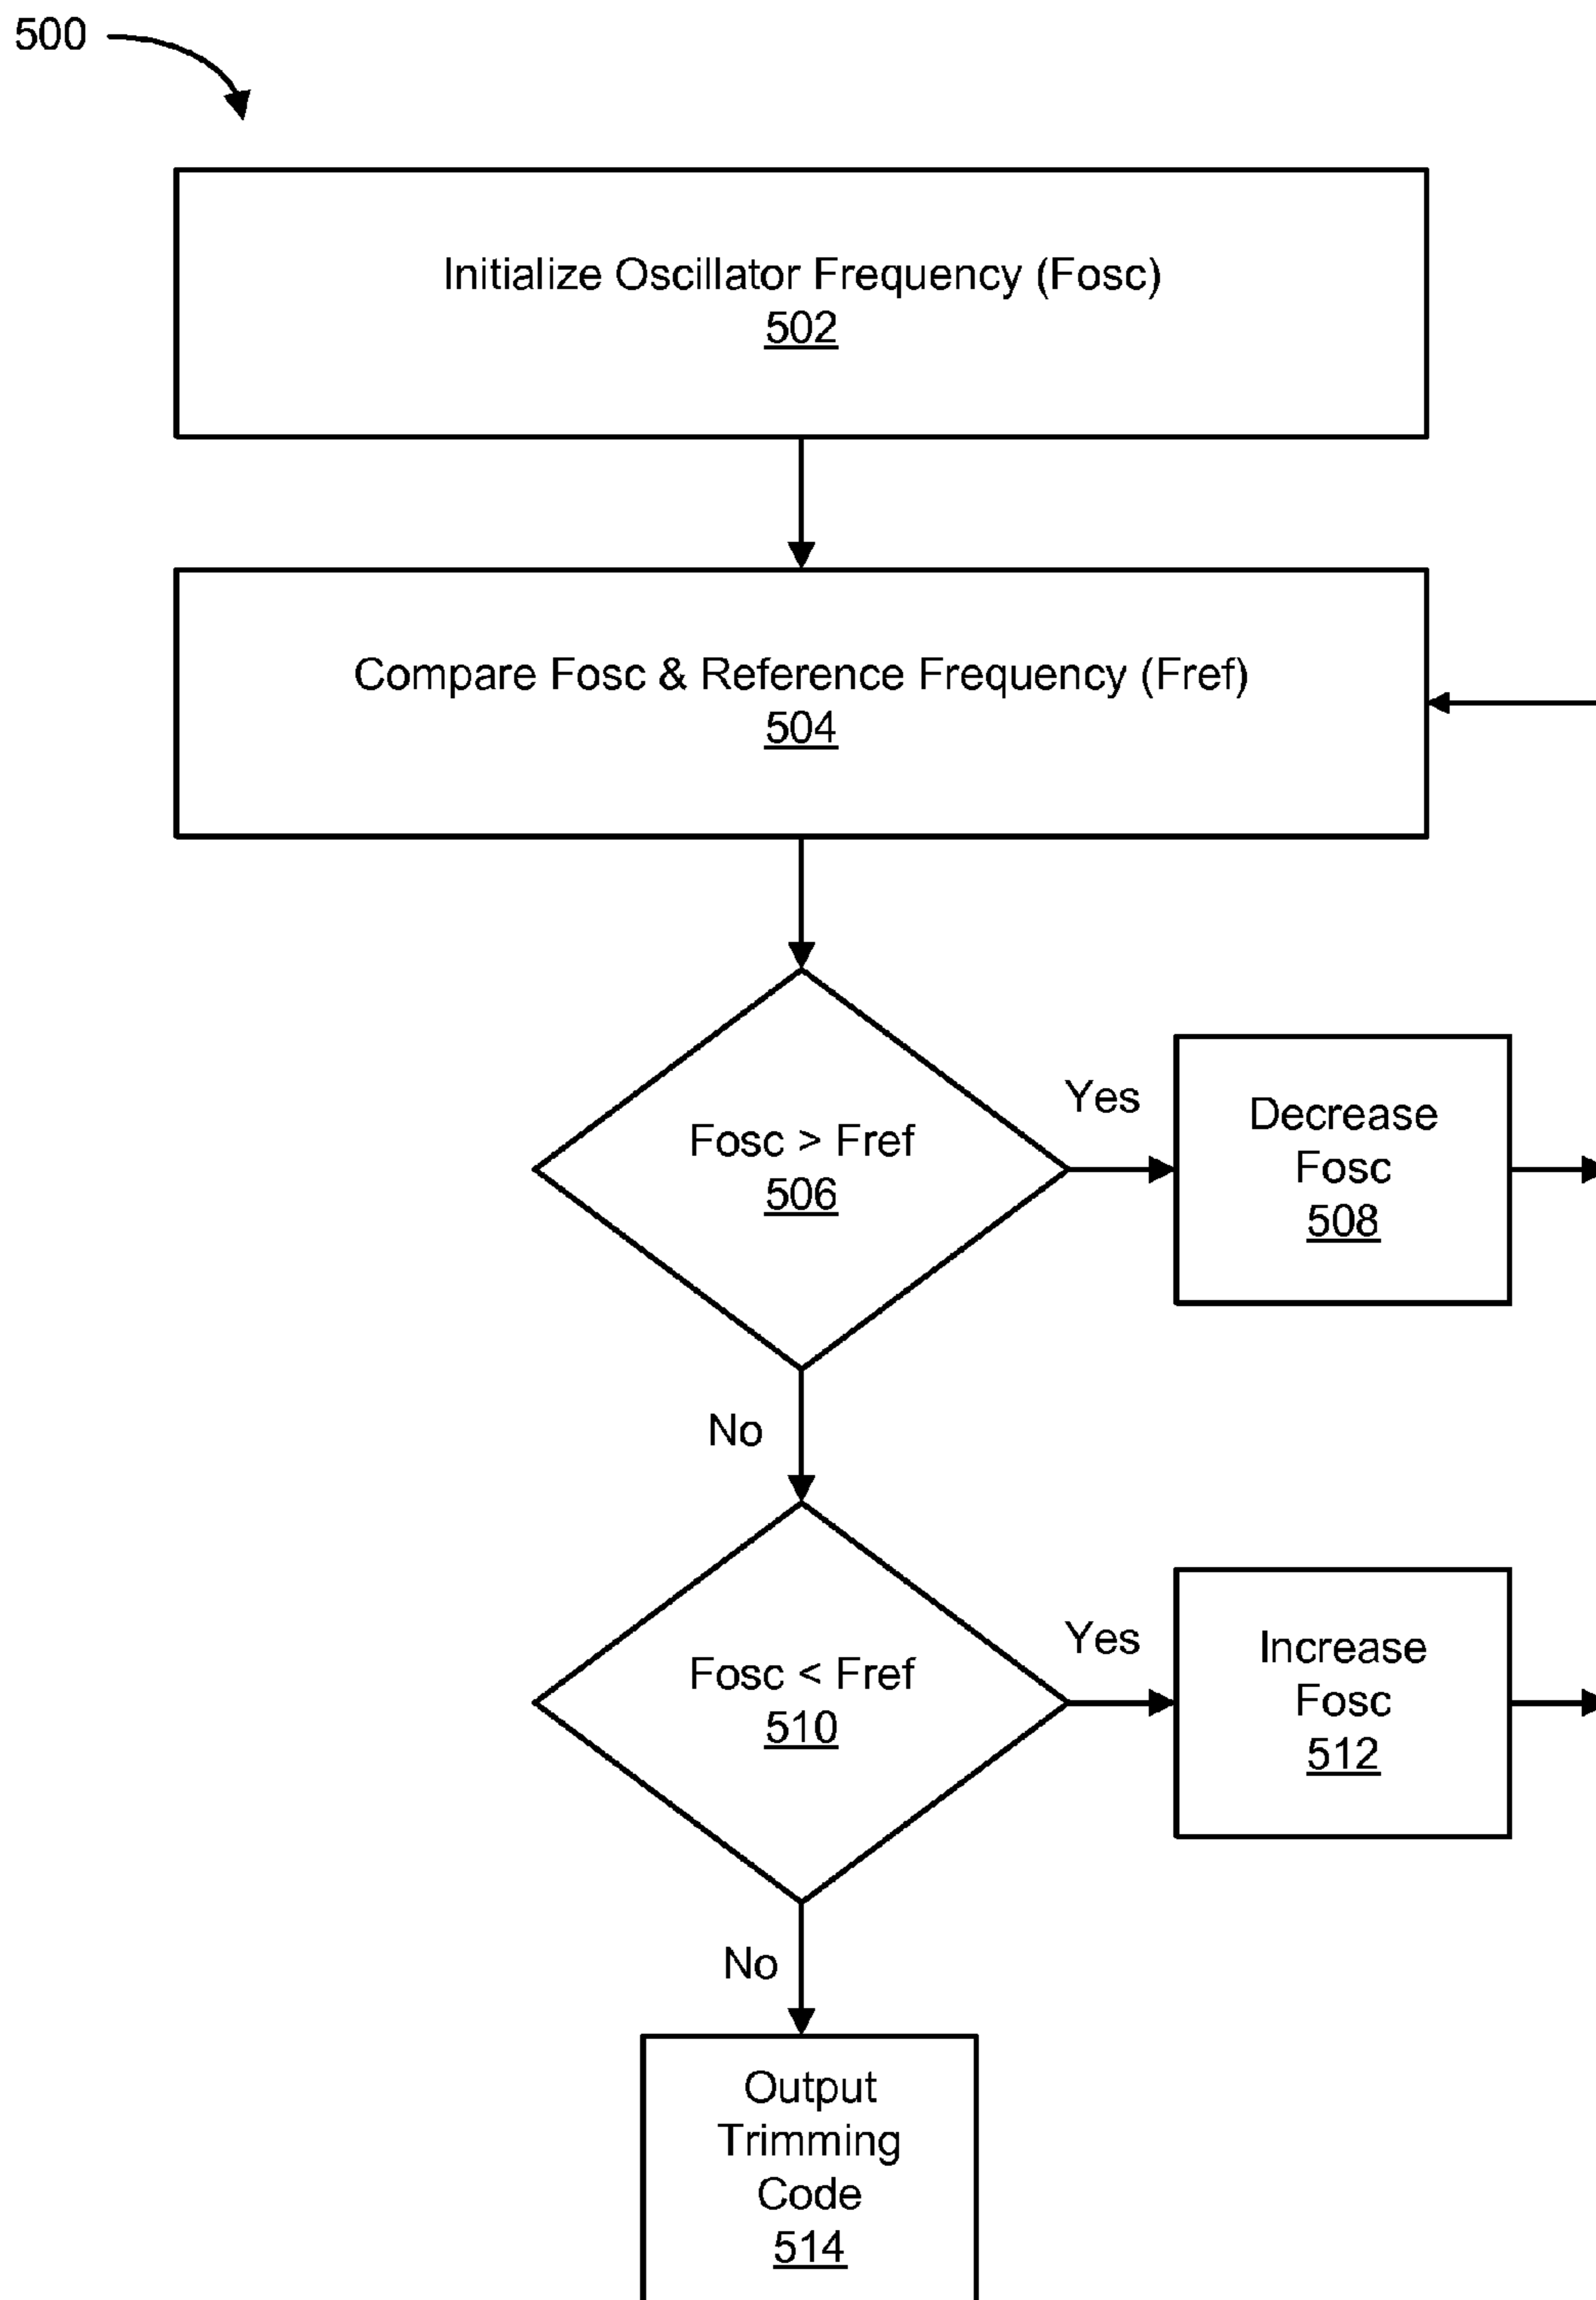 500
Initialize Oscillator Frequency (Fosc)
502
Compare Fosc & Reference Frequency (Fref)
504
Fosc > Fref
506
Yes
Decrease
Fosc
508
No
Fosc < Fref
510
Yes
Increase
Fosc
512
No
Output
Trimming
Code
514